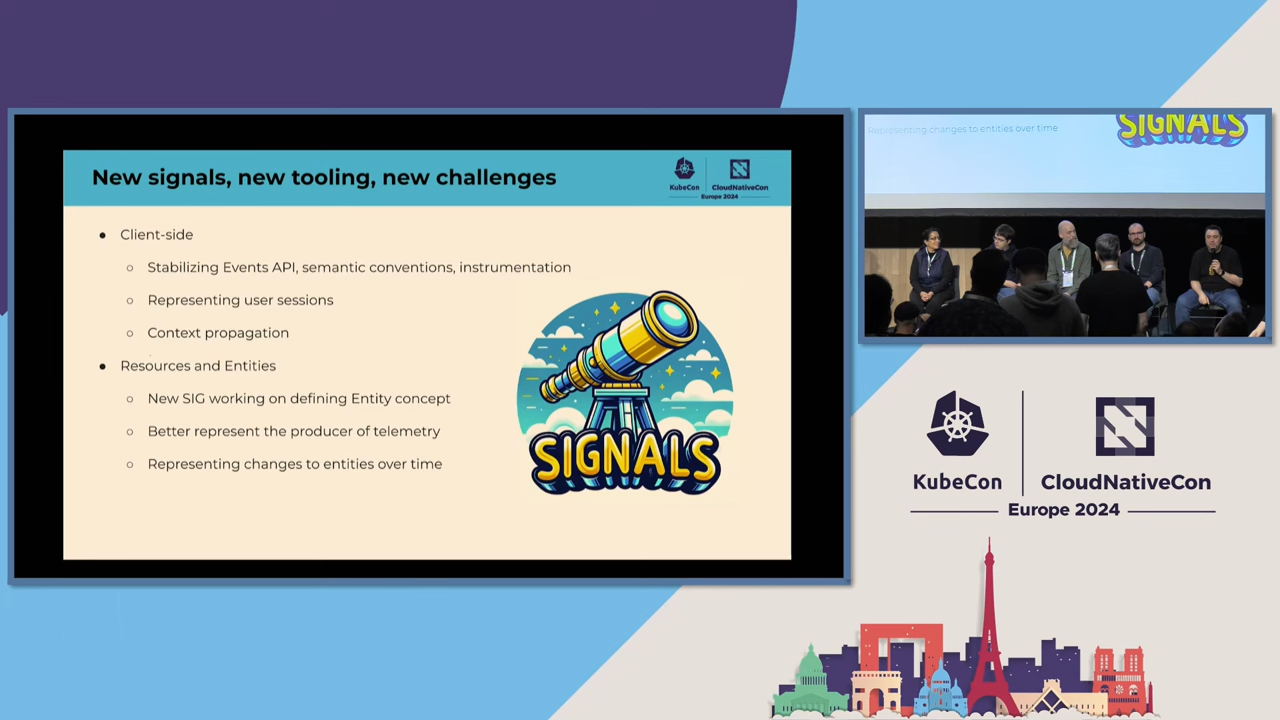 New signals, new tooling, new challenges
KubeCon
CloudNativeCon
Europe 2024
Client-side
Stabilizing Events API, semantic conventions, instrumentation
Representing user sessions
Context propagation
Resources and Entities
New SIG working on defining Entity concept
Better represent the producer of telemetry
Representing changes to entities over time
SIGNALS
Representing changes to entities over time
SIGNALS
KubeCon
CloudNativeCon
Europe 2024